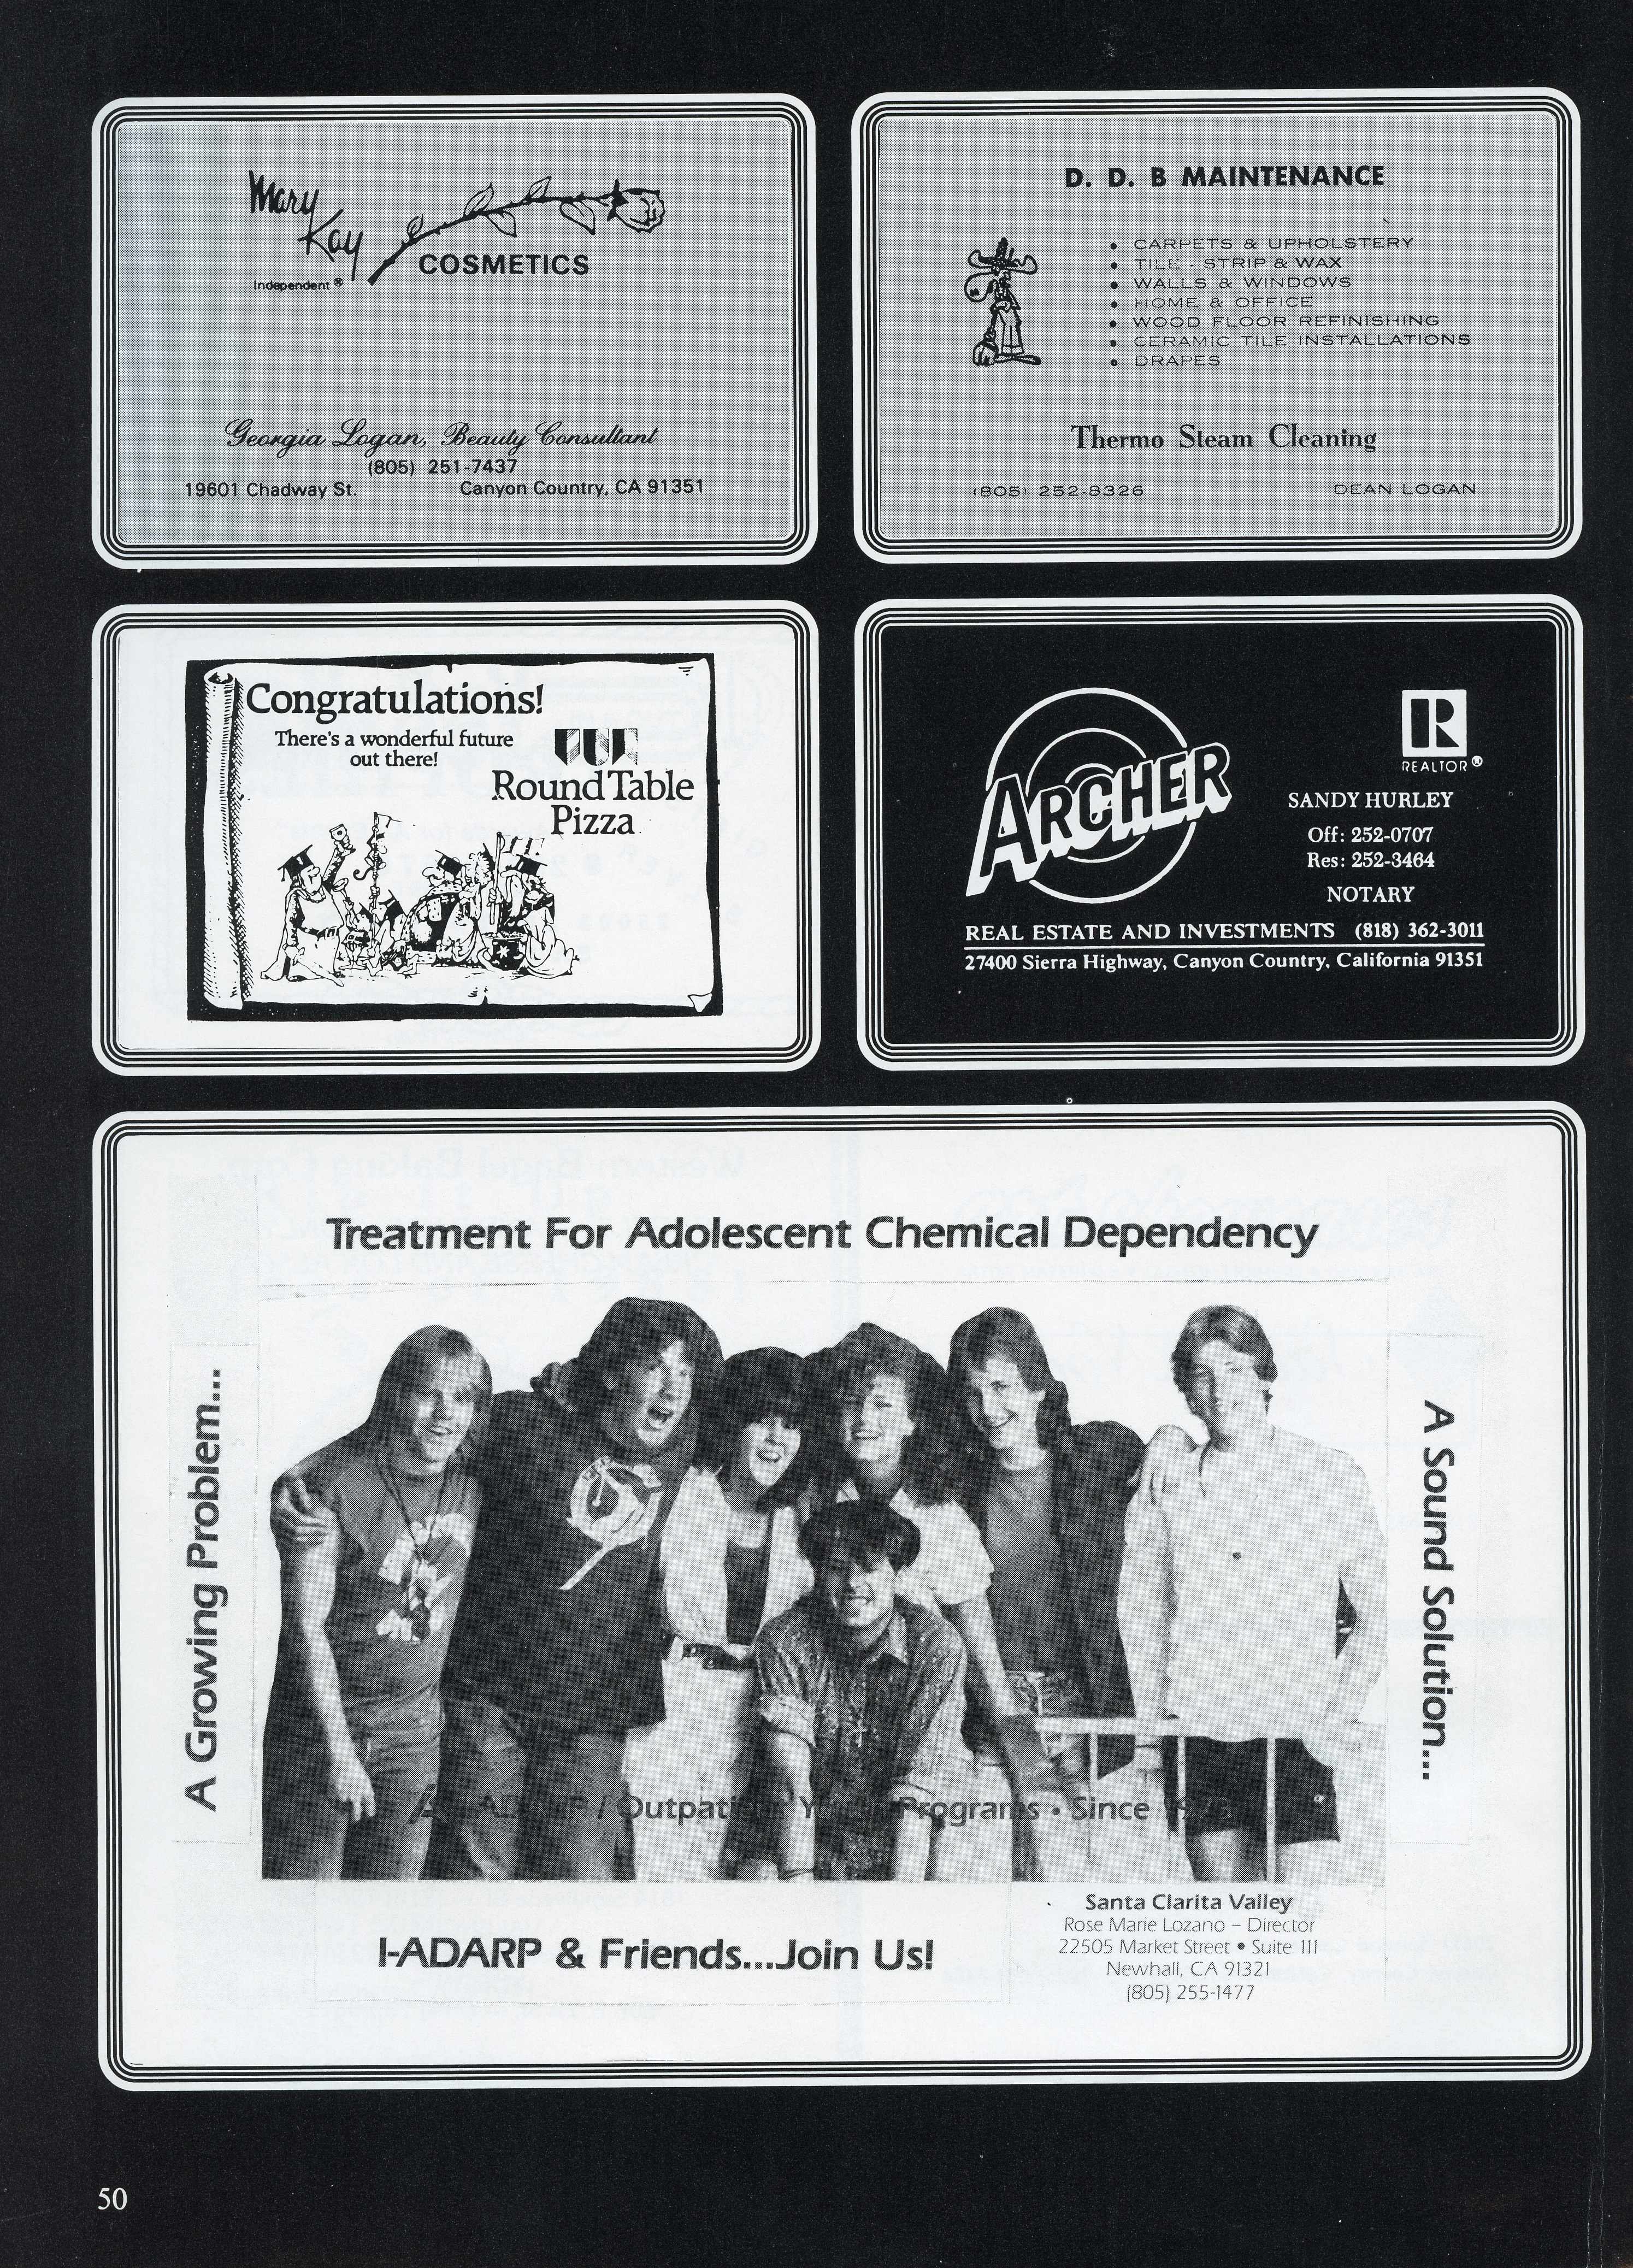 Mary
Kay
COSMETICS
Independent ®
Georgia Logan, Beauty Consultant
(805) 251-7437
19601 Chadway St. Canyon Country, CA 91351
D. D. B MAINTENANCE
• CARPETS & UPHOLSTERY
• TILE - STRIP & WAX
• WALLS & WINDOWS
• HOME & OFFICE
• WOOD FLOOR REFINISHING
• CERAMIC TILE INSTALLATIONS
• DRAPES
Thermo Steam Cleaning
(805) 252-8326 DEAN LOGAN
Congratulations!
There's a wonderful future
out there!
Round Table
Pizza
ARCHER
R
REALTOR®
SANDY HURLEY
Off: 252-0707
Res: 252-3464
NOTARY
REAL ESTATE AND INVESTMENTS (818) 362-3011
27400 Sierra Highway, Canyon Country, California 91351
Treatment For Adolescent Chemical Dependency
A Growing Problem...
A Sound Solution...
I-ADARP / Outpatient Youth Programs • Since 1973
I-ADARP & Friends...Join Us!
Santa Clarita Valley
Rose Marie Lozano – Director
22505 Market Street • Suite 111
Newhall, CA 91321
(805) 255-1477
50